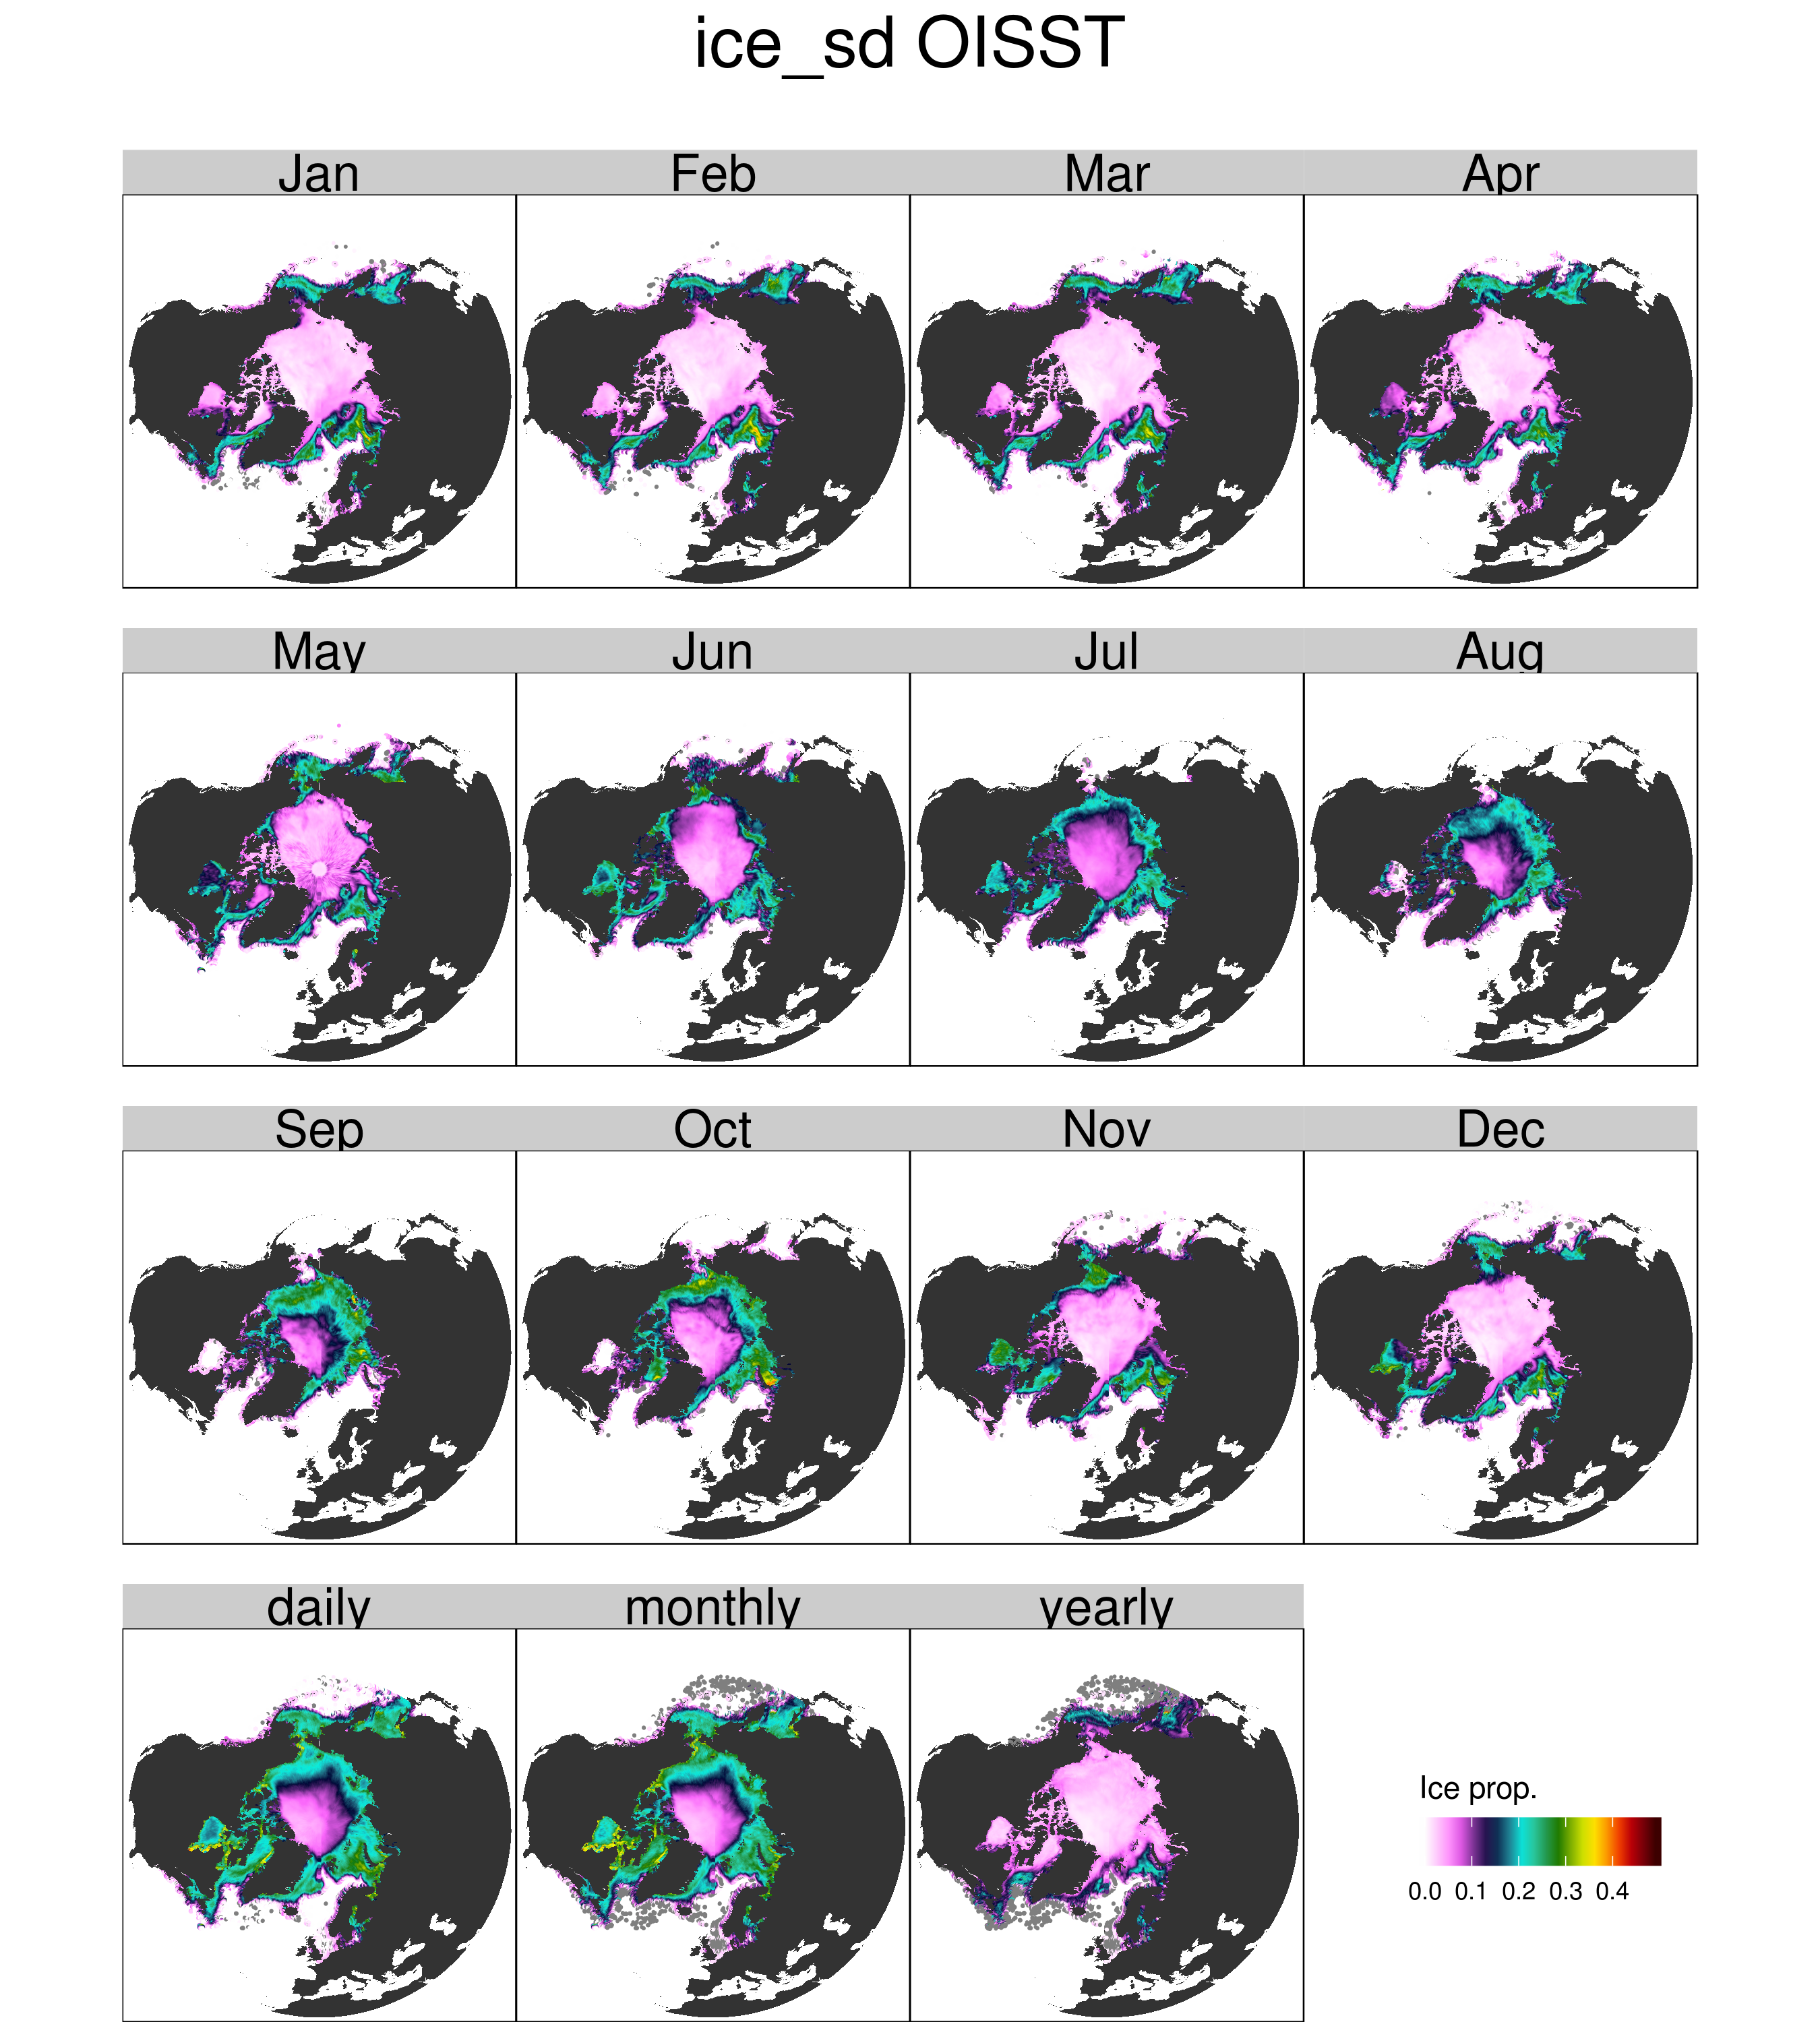 ice_sd OISST
Jan Feb Mar Apr
May Jun Jul Aug
Sep Oct Nov Dec
daily monthly yearly
Ice prop.
0.0 0.1 0.2 0.3 0.4